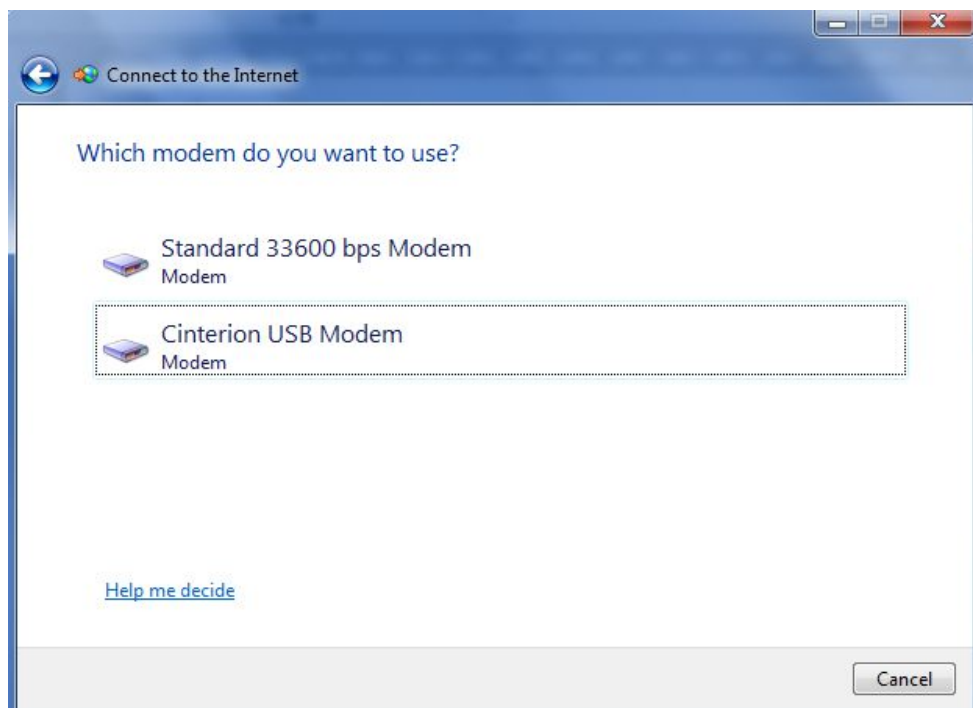 Connect to the Internet
Which modem do you want to use?
Standard 33600 bps Modem
Modem
Cinterion USB Modem
Modem
Help me decide
Cancel